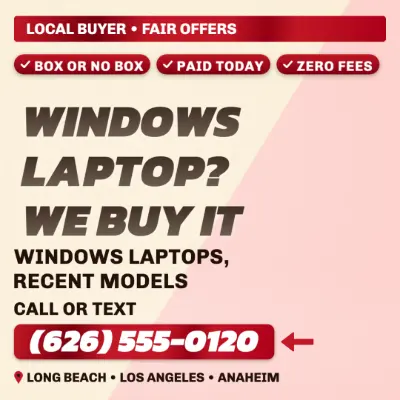 LOCAL BUYER • FAIR OFFERS
BOX OR NO BOX PAID TODAY ZERO FEES
WINDOWS
LAPTOP?
WE BUY IT
WINDOWS LAPTOPS,
RECENT MODELS
CALL OR TEXT
(626) 555-0120
LONG BEACH • LOS ANGELES • ANAHEIM